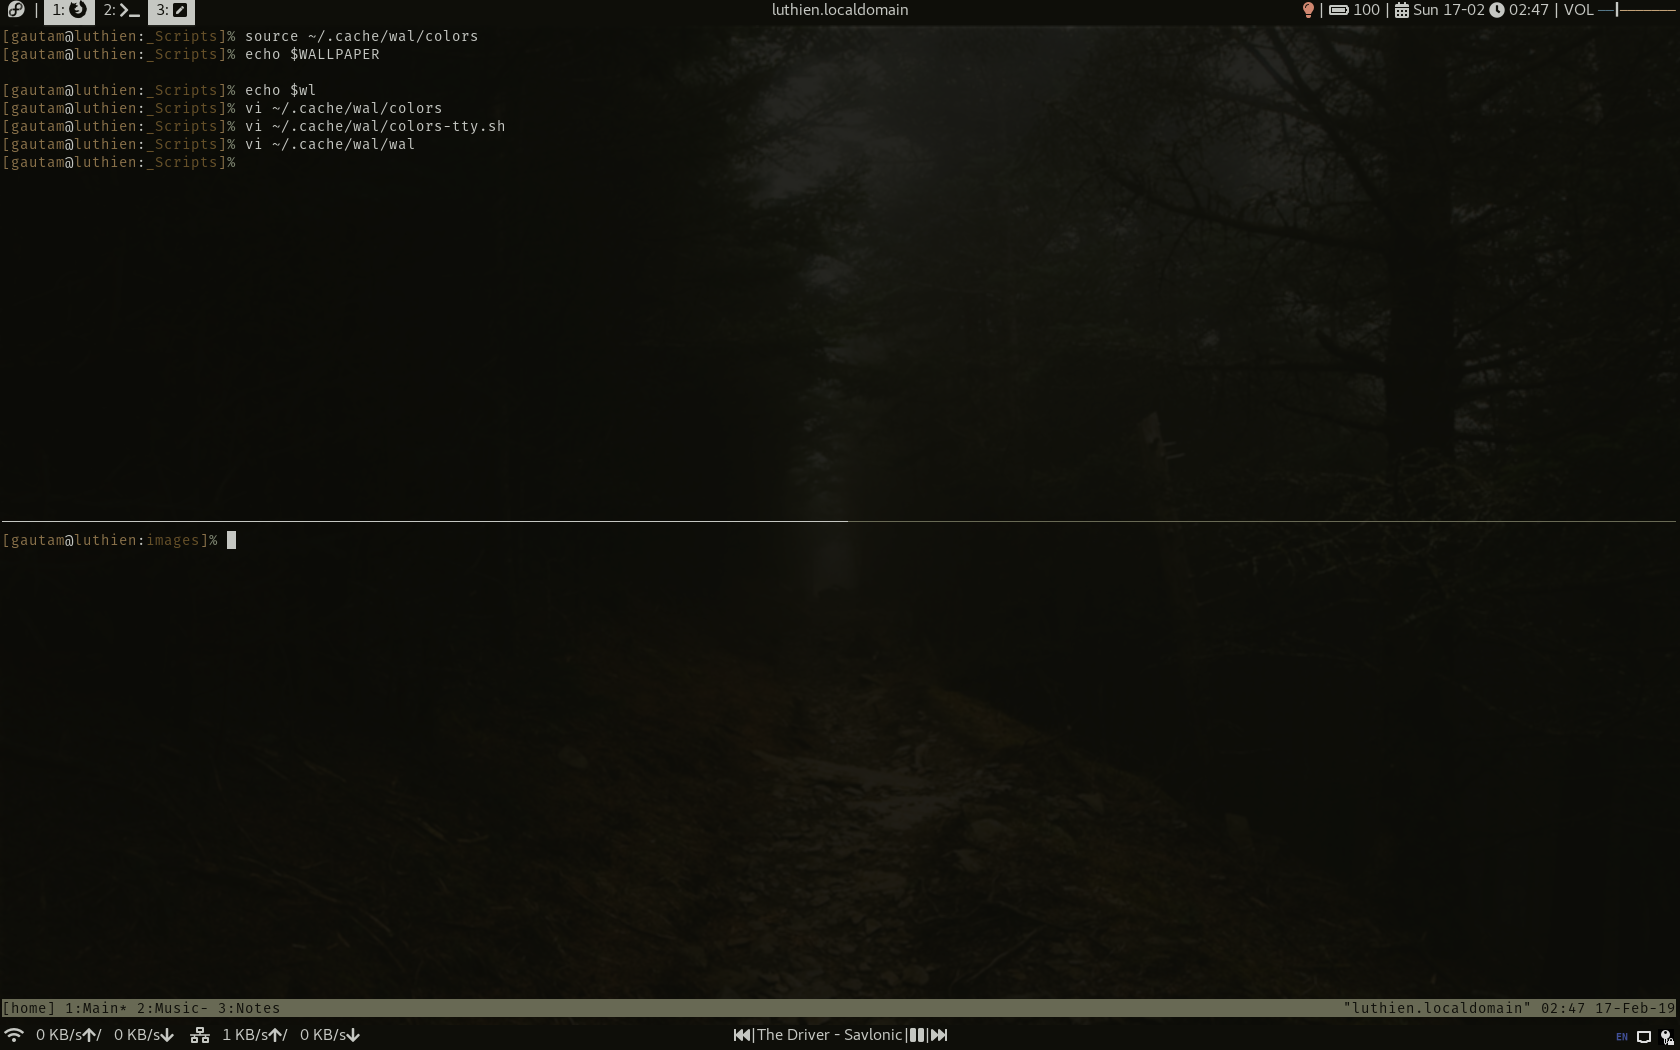 | 1: 2: 3: luthien.localdomain | 100 | Sun 17-02 02:47 | VOL
[gautam@luthien:_Scripts]% source ~/.cache/wal/colors
[gautam@luthien:_Scripts]% echo $WALLPAPER
[gautam@luthien:_Scripts]% echo $wl
[gautam@luthien:_Scripts]% vi ~/.cache/wal/colors
[gautam@luthien:_Scripts]% vi ~/.cache/wal/colors-tty.sh
[gautam@luthien:_Scripts]% vi ~/.cache/wal/wal
[gautam@luthien:_Scripts]%
[gautam@luthien:images]%
[home] 1:Main* 2:Music- 3:Notes "luthien.localdomain" 02:47 17-Feb-19
0 KB/s/ 0 KB/s 1 KB/s/ 0 KB/s |The Driver - Savlonic| | EN